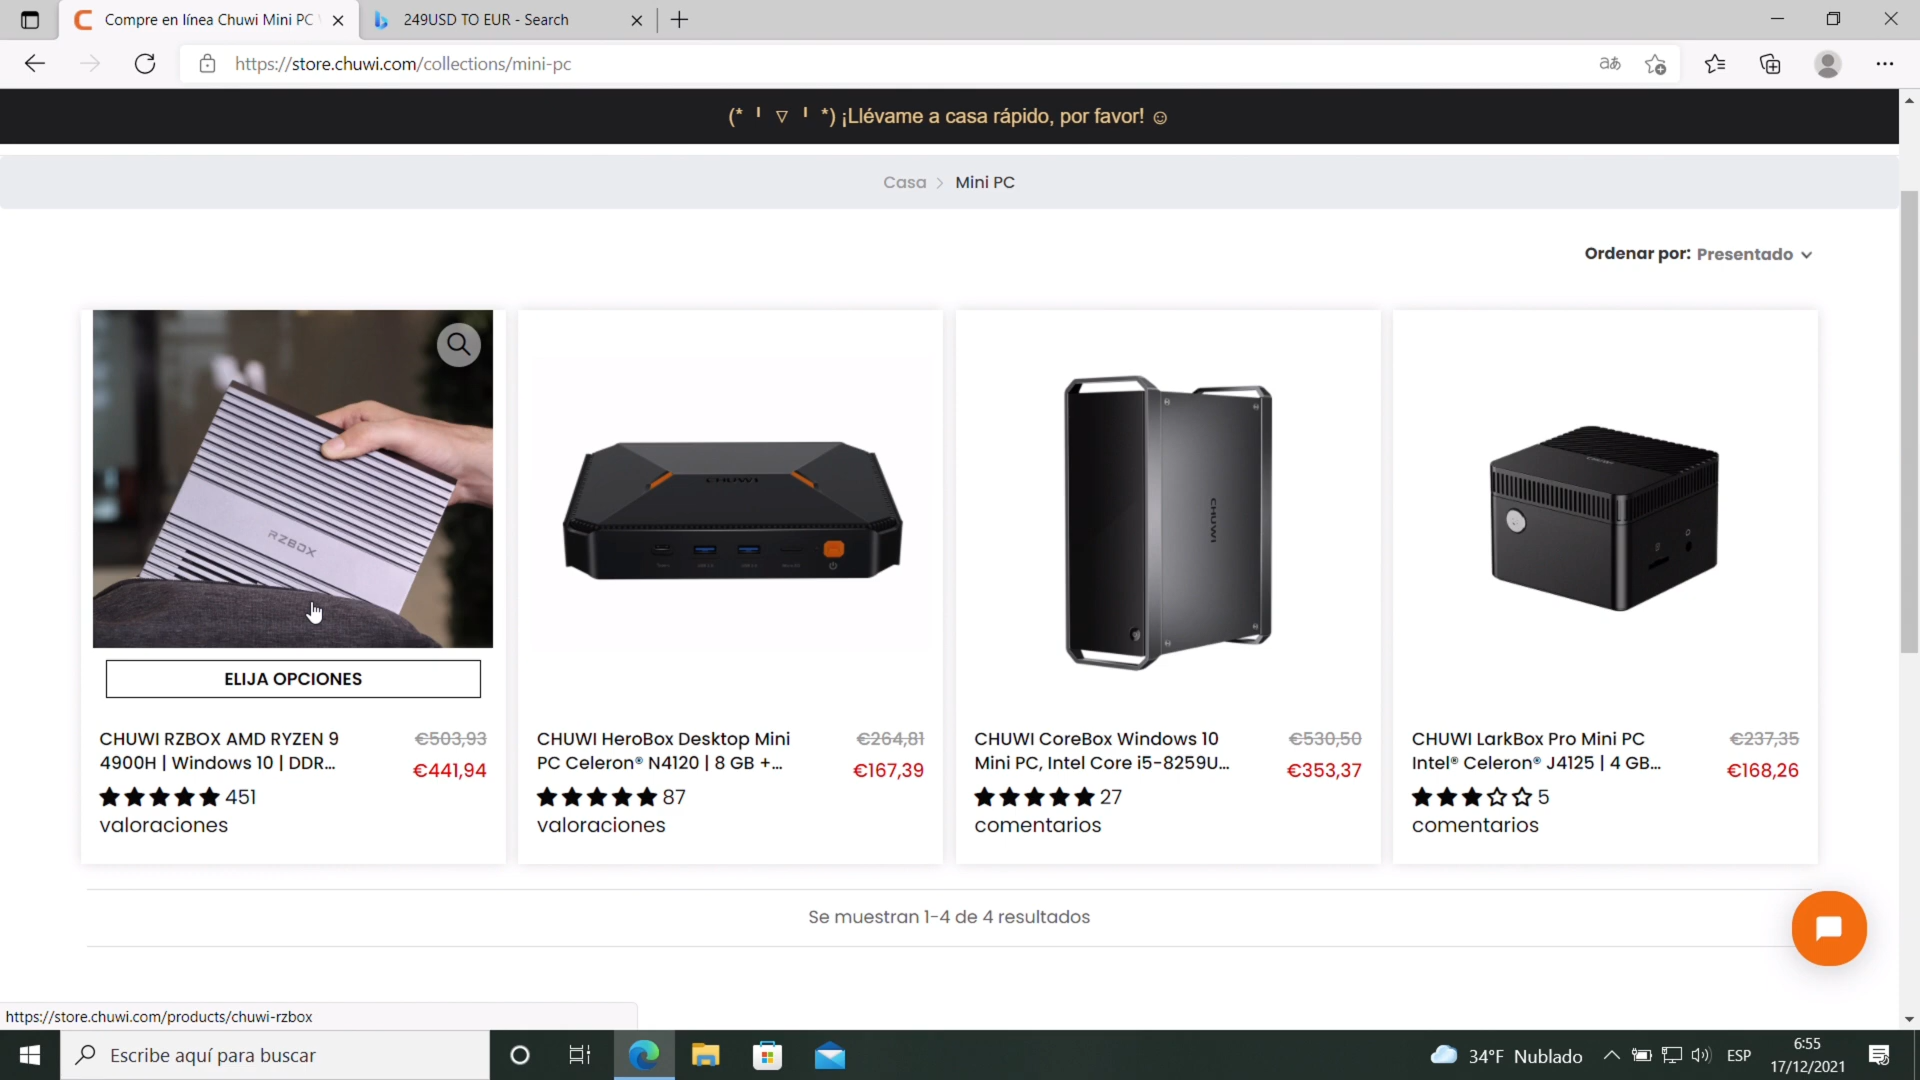 Compre en línea Chuwi Mini PC
249USD TO EUR - Search
https://store.chuwi.com/collections/mini-pc
(* ╹ ▽ ╹ *) ¡Llévame a casa rápido, por favor! ☺
Casa > Mini PC
Ordenar por: Presentado
RZBOX
CHUWI
CHUWI
ELIJA OPCIONES
CHUWI RZBOX AMD RYZEN 9
4900H | Windows 10 | DDR...
€503,93
€441,94
451
valoraciones
CHUWI HeroBox Desktop Mini
PC Celeron® N4120 | 8 GB +...
€264,81
€167,39
87
valoraciones
CHUWI CoreBox Windows 10
Mini PC, Intel Core i5-8259U...
€530,50
€353,37
27
comentarios
CHUWI LarkBox Pro Mini PC
Intel® Celeron® J4125 | 4 GB...
€237,35
€168,26
5
comentarios
Se muestran 1-4 de 4 resultados
https://store.chuwi.com/products/chuwi-rzbox
Escribe aquí para buscar
34°F Nublado
ESP
6:55
17/12/2021